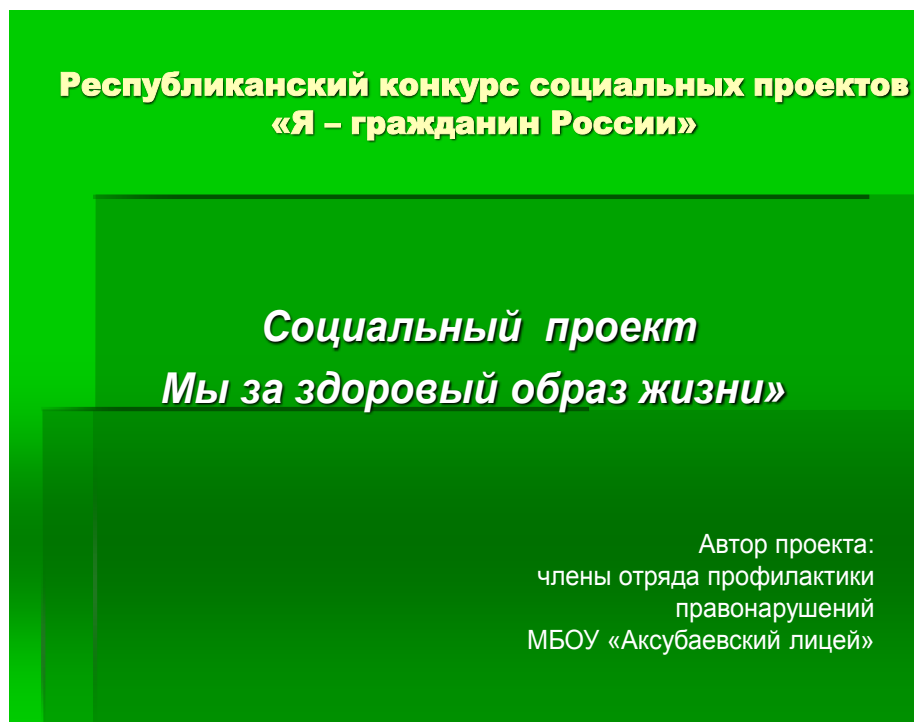 Республиканский конкурс социальных проектов
«Я – гражданин России»
Социальный проект
Мы за здоровый образ жизни»
Автор проекта:
члены отряда профилактики
правонарушений
МБОУ «Аксубаевский лицей»